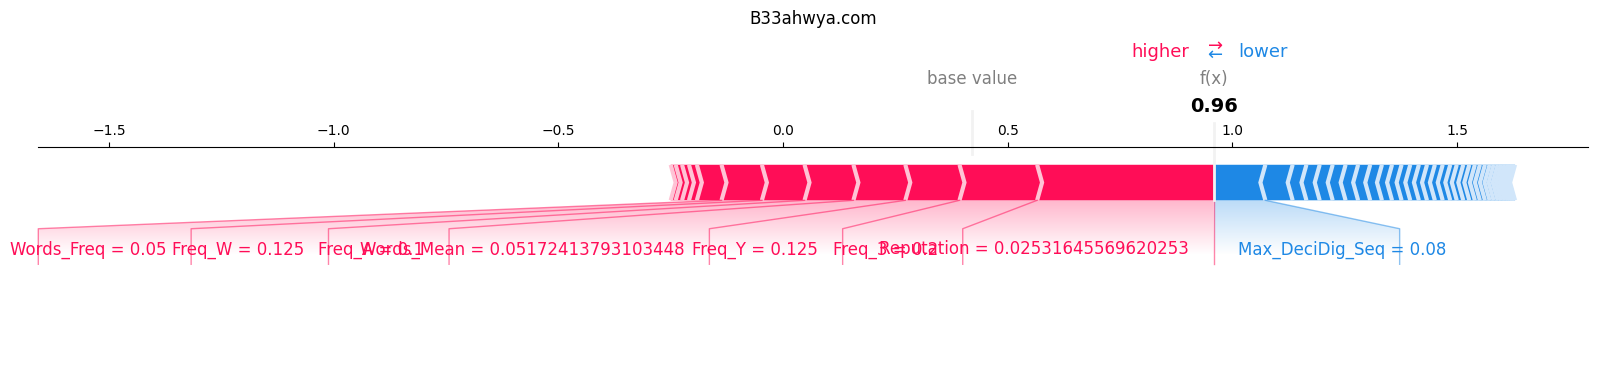 B33ahwya.com
higher ⇄ lower
base value f(x)
0.96
−1.5 −1.0 −0.5 0.0 0.5 1.0 1.5
Words_Freq = 0.05 Freq_W = 0.125 Freq_A = 0.1 Words_Mean = 0.05172413793103448 Freq_Y = 0.125 Freq_3 = 0.2 Reputation = 0.02531645569620253 Max_DeciDig_Seq = 0.08